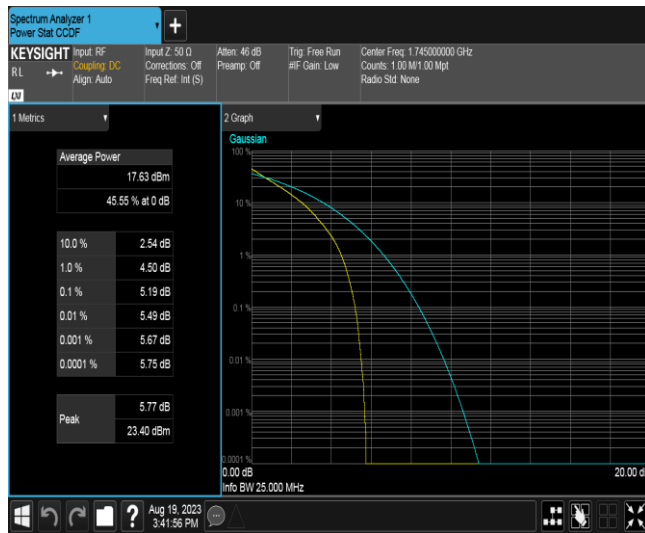 Spectrum Analyzer 1
Power Stat CCDF
+
KEYSIGHT
RL
LXI
Input: RF
Coupling: DC
Align: Auto
Input Z: 50 Ω
Corrections: Off
Freq Ref: Int (S)
Atten: 46 dB
Preamp: Off
Trig: Free Run
#IF Gain: Low
Center Freq: 1.745000000 GHz
Counts: 1.00 M/1.00 Mpt
Radio Std: None
1 Metrics
Average Power
17.63 dBm
45.55 % at 0 dB
10.0 % 2.54 dB
1.0 % 4.50 dB
0.1 % 5.19 dB
0.01 % 5.49 dB
0.001 % 5.67 dB
0.0001 % 5.75 dB
Peak
5.77 dB
23.40 dBm
2 Graph
Gaussian
100 %
10 %
1 %
0.1 %
0.01 %
0.001 %
0.0001 %
0.00 dB 20.00 d
Info BW 25.000 MHz
?
Aug 19, 2023
3:41:56 PM